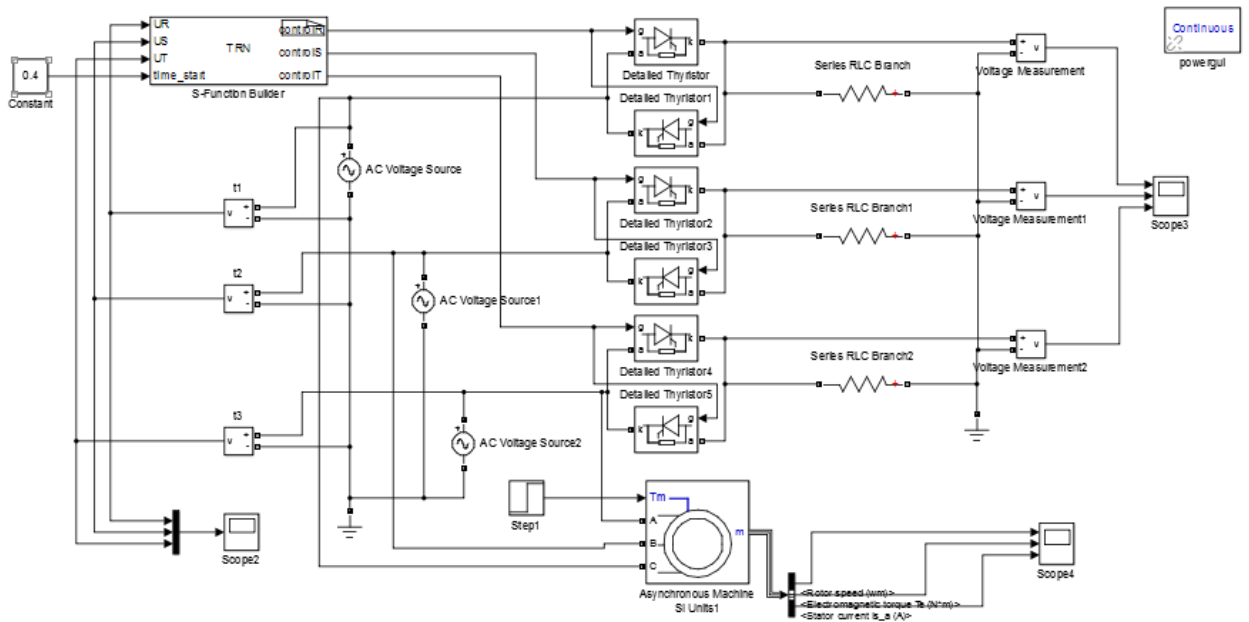 UR
US
UT
time_start
TRN
controlR
controlS
controlT
S-Function Builder
0.4
Constant
g
a
k
Detailed Thyristor
Detailed Thyristor1
k
g
a
Series RLC Branch
+
-
v
Voltage Measurement
Continuous
powergui
AC Voltage Source
t1
v
+
-
g
a
k
Detailed Thyristor2
Detailed Thyristor3
k
g
a
Series RLC Branch1
+
-
v
Voltage Measurement1
Scope3
t2
v
+
-
AC Voltage Source1
g
a
k
Detailed Thyristor4
Detailed Thyristor5
k
g
a
Series RLC Branch2
+
-
v
Voltage Measurement2
t3
v
+
-
AC Voltage Source2
Step1
Tm
A
B
C
m
Asynchronous Machine
SI Units1
Scope2
<Rotor speed (wm)>
<Electromagnetic torque Te (N*m)>
<Stator current is_a (A)>
Scope4